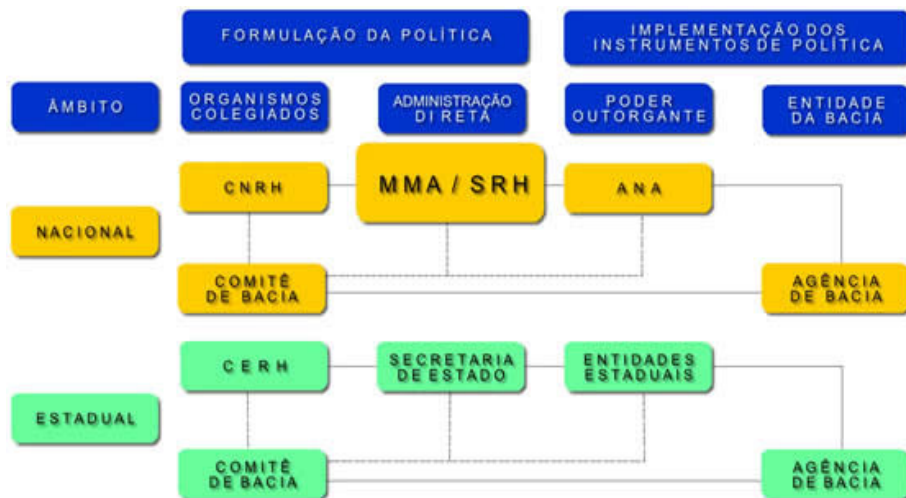 FORMULAÇÃO DA POLÍTICA
IMPLEMENTAÇÃO DOS
INSTRUMENTOS DE POLÍTICA
ÂMBITO
ORGANISMOS
COLEGIADOS
ADMINISTRAÇÃO
DIRETA
PODER
OUTORGANTE
ENTIDADE
DA BACIA
NACIONAL
CNRH
MMA / SRH
ANA
COMITÊ
DE BACIA
AGÊNCIA
DE BACIA
ESTADUAL
CERH
SECRETARIA
DE ESTADO
ENTIDADES
ESTADUAIS
COMITÊ
DE BACIA
AGÊNCIA
DE BACIA